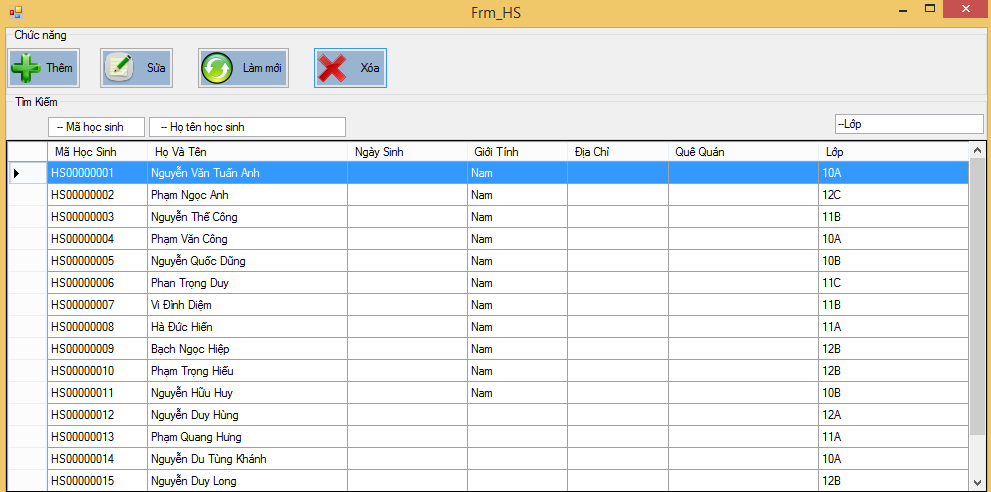 Frm_HS
Chức năng
Thêm Sửa Làm mới Xóa
Tìm Kiếm
-- Mã học sinh -- Họ tên học sinh --Lớp
Mã Học Sinh Họ Và Tên Ngày Sinh Giới Tính Địa Chỉ Quê Quán Lớp
HS00000001 Nguyễn Văn Tuấn Anh Nam 10A
HS00000002 Phạm Ngọc Anh Nam 12C
HS00000003 Nguyễn Thế Công Nam 11B
HS00000004 Phạm Văn Công Nam 10A
HS00000005 Nguyễn Quốc Dũng Nam 10B
HS00000006 Phan Trọng Duy Nam 11C
HS00000007 Vi Đình Diệm Nam 11B
HS00000008 Hà Đức Hiến Nam 11A
HS00000009 Bạch Ngọc Hiệp Nam 12B
HS00000010 Phạm Trọng Hiếu Nam 12B
HS00000011 Nguyễn Hữu Huy Nam 10B
HS00000012 Nguyễn Duy Hùng 12A
HS00000013 Phạm Quang Hưng 11A
HS00000014 Nguyễn Du Tùng Khánh 10A
HS00000015 Nguyễn Duy Long 12B